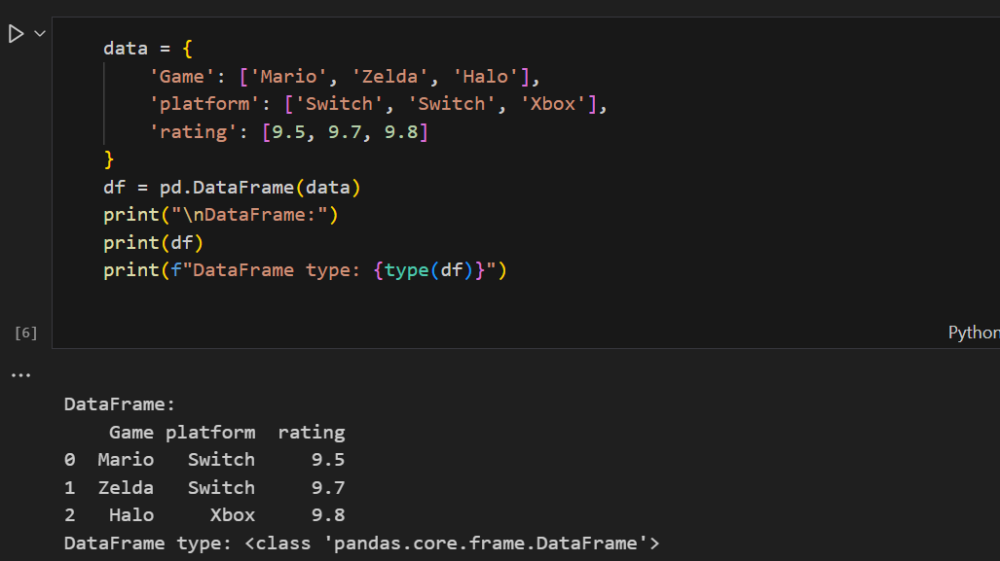 data = {
    'Game': ['Mario', 'Zelda', 'Halo'],
    'platform': ['Switch', 'Switch', 'Xbox'],
    'rating': [9.5, 9.7, 9.8]
}
df = pd.DataFrame(data)
print("\nDataFrame:")
print(df)
print(f"DataFrame type: {type(df)}")
[6]
Python
...
DataFrame:
    Game platform  rating
0  Mario   Switch     9.5
1  Zelda   Switch     9.7
2   Halo     Xbox     9.8
DataFrame type: <class 'pandas.core.frame.DataFrame'>